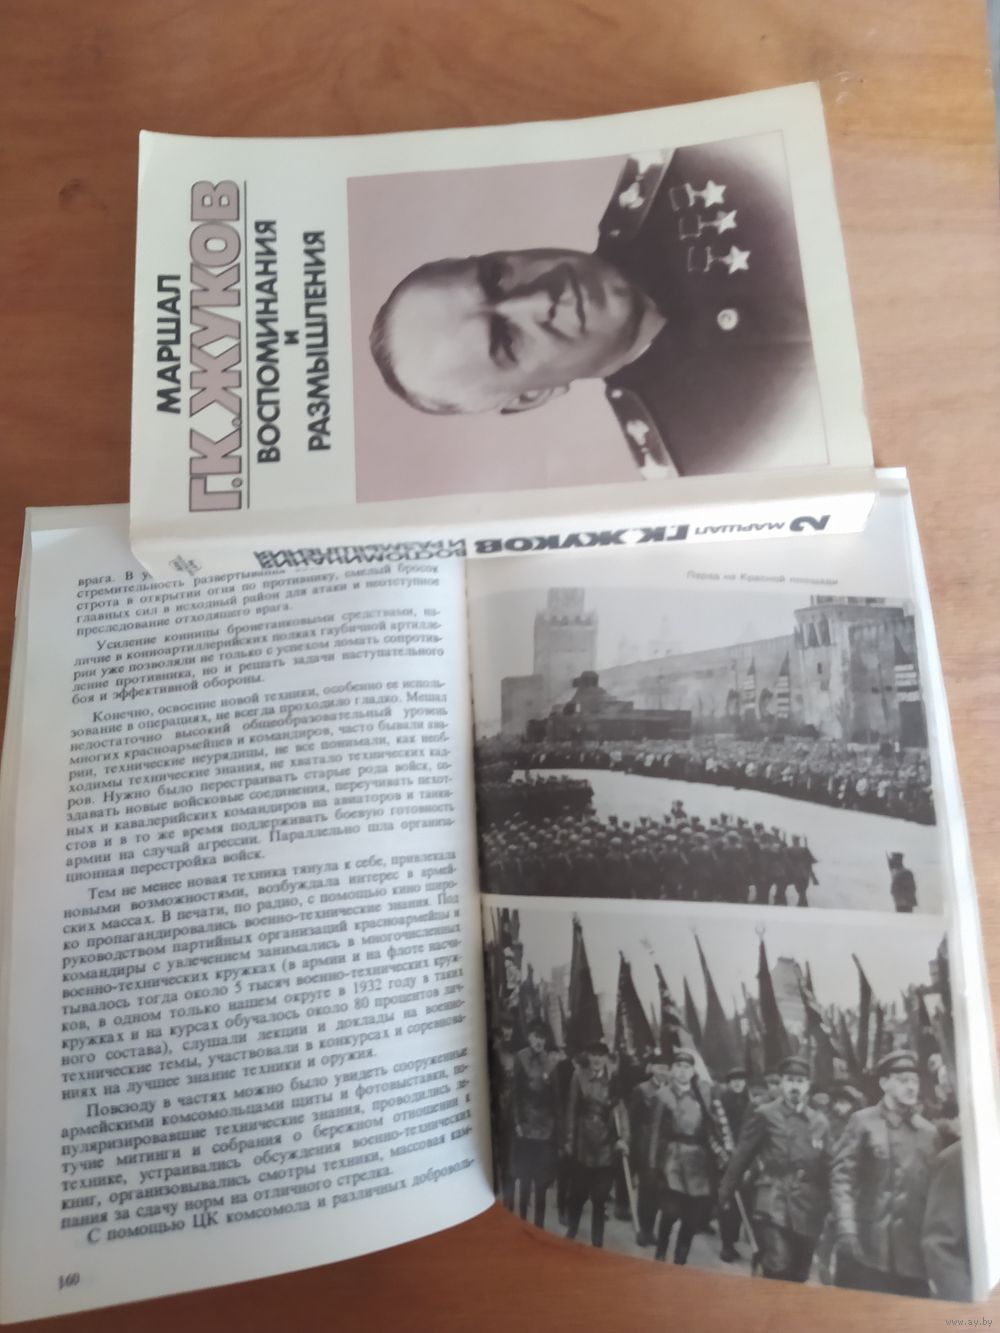 МАРШАЛ
Г.К.ЖУКОВ
ВОСПОМИНАНИЯ
И
РАЗМЫШЛЕНИЯ
2 МАРШАЛ Г.К.ЖУКОВ ВОСПОМИНАНИЯ
И РАЗМЫШЛЕНИЯ
врага. В
стремительность развертывания смелый бросок
строта в открытии огня по противнику, неотступное
главных сил в исходный район для атаки и
преследование отходящего врага.
Усиление конницы бронетанковыми средствами, на-
личие в конноартиллерийских полках гаубичной артилле-
рии уже позволяли не только с успехом ломать сопротив-
ление противника, но и решать задачи наступательного
боя и эффективной обороны.
Конечно, освоение новой техники, особенно ее исполь-
зование в операциях, не всегда проходило гладко. Мешал
недостаточно высокий общеобразовательный уровень
многих красноармейцев и командиров, часто бывали ава-
рии, технические неурядицы, не все понимали, как необ-
ходимы технические знания, не хватало технических кад-
ров. Нужно было перестраивать старые рода войск, со-
здавать новые войсковые соединения, переучивать пехот-
ных и кавалерийских командиров на авиаторов и танки-
стов и в то же время поддерживать боевую готовность
армии на случай агрессии. Параллельно шла организа-
ционная перестройка войск.
Тем не менее новая техника тянула к себе, привлекала
новыми возможностями, возбуждала интерес в армей-
ских массах. В печати, по радио, с помощью кино широ-
ко пропагандировались военно-технические знания. Под
руководством партийных организаций красноармейцы и
командиры с увлечением занимались в многочисленных
военно-технических кружках (в армии и на флоте насчи-
тывалось тогда около 5 тысяч военно-технических круж-
ков, в одном только нашем округе в 1932 году в таких
кружках и на курсах обучалось около 80 процентов лич-
ного состава), слушали лекции и доклады на военно-
технические темы, участвовали в конкурсах и соревнова-
ниях на лучшее знание техники и оружия.
Повсюду в частях можно было увидеть сооруженные
армейскими комсомольцами щиты и фотовыставки, по-
пуляризировавшие технические знания, проводились ле-
тучие митинги и собрания о бережном отношении к
технике, устраивались обсуждения военно-технических
книг, организовывались смотры техники, массовая кам-
пания за сдачу норм на отличного стрелка.
С помощью ЦК комсомола и различных доброволь-
160
Парад на Красной площади
www.ay.by